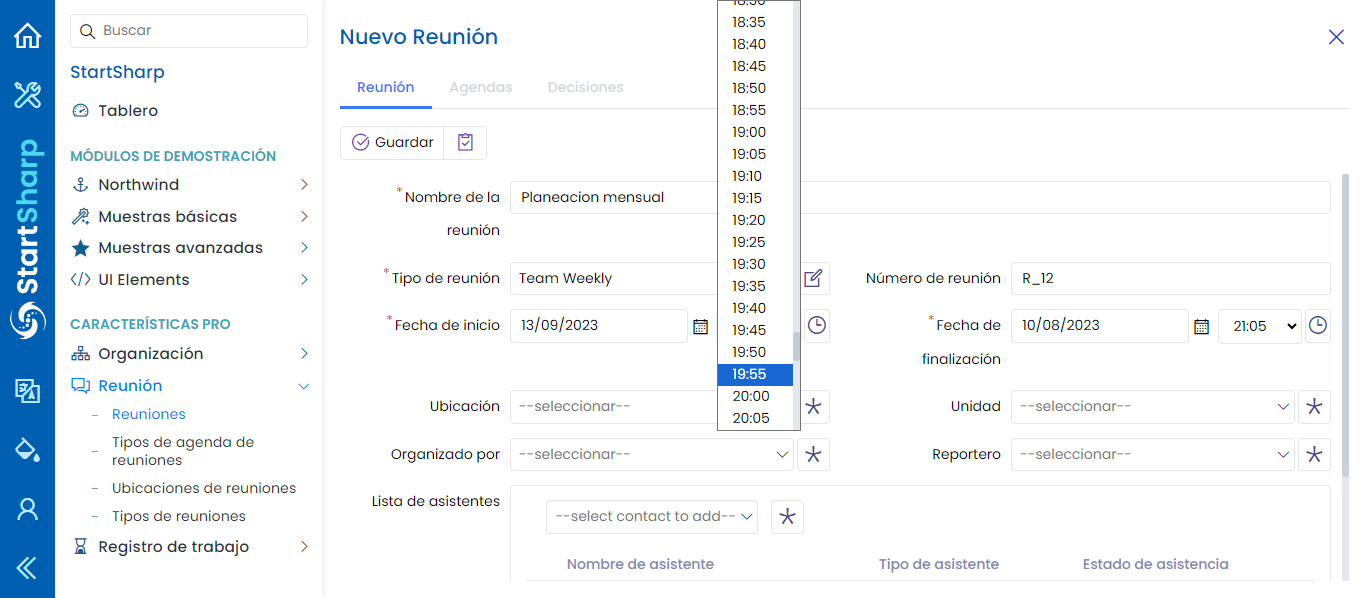 Buscar
StartSharp
Tablero
MÓDULOS DE DEMOSTRACIÓN
Northwind
Muestras básicas
Muestras avanzadas
UI Elements
CARACTERÍSTICAS PRO
Organización
Reunión
Reuniones
Tipos de agenda de
reuniones
Ubicaciones de reuniones
Tipos de reuniones
Registro de trabajo
StartSharp
Nuevo Reunión
Reunión Agendas Decisiones
Guardar
*Nombre de la
reunión
Planeacion mensual
*Tipo de reunión Team Weekly
Número de reunión R_12
*Fecha de inicio 13/09/2023
*Fecha de
finalización
10/08/2023 21:05
Ubicación --seleccionar--
Unidad --seleccionar--
Organizado por --seleccionar--
Reportero --seleccionar--
Lista de asistentes
--select contact to add--
Nombre de asistente Tipo de asistente Estado de asistencia
18:30
18:35
18:40
18:45
18:50
18:55
19:00
19:05
19:10
19:15
19:20
19:25
19:30
19:35
19:40
19:45
19:50
19:55
20:00
20:05